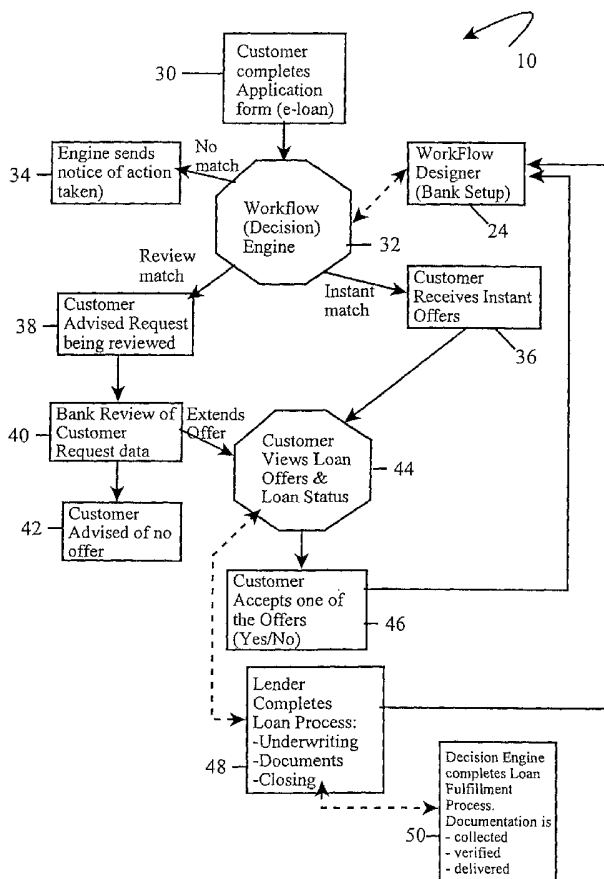 10
30
Customer
completes
Application
form (e-loan)
34
Engine sends
notice of action
taken)
No
match
Workflow
(Decision)
Engine
32
WorkFlow
Designer
(Bank Setup)
24
Review
match
Instant
match
38
Customer
Advised Request
being reviewed
Customer
Receives Instant
Offers
36
40
Bank Review of
Customer
Request data
Extends
Offer
Customer
Views Loan
Offers &
Loan Status
44
42
Customer
Advised of no
offer
Customer
Accepts one of
the Offers
(Yes/No)
46
Lender
Completes
Loan Process:
-Underwriting
-Documents
-Closing
48
Decision Engine
completes Loan
Fulfillment
Process.
Documentation is
- collected
- verified
- delivered
50